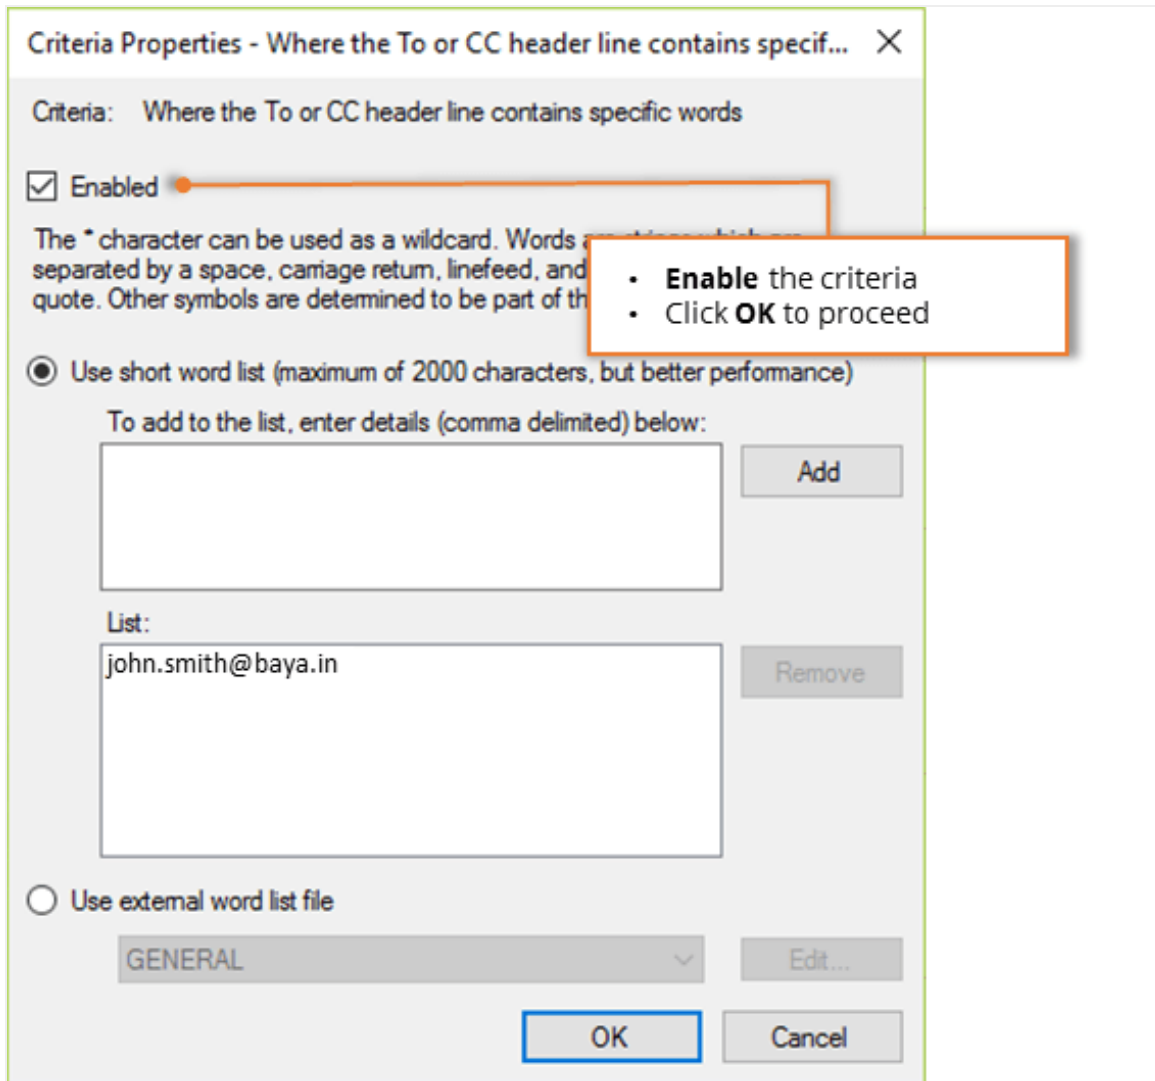 Criteria Properties - Where the To or CC header line contains specif...
Criteria: Where the To or CC header line contains specific words
Enabled
The * character can be used as a wildcard. Words
separated by a space, carriage return, linefeed, and
quote. Other symbols are determined to be part of
• Enable the criteria
• Click OK to proceed
Use short word list (maximum of 2000 characters, but better performance)
To add to the list, enter details (comma delimited) below:
Add
List:
john.smith@baya.in
Remove
Use external word list file
GENERAL
Edit...
OK
Cancel